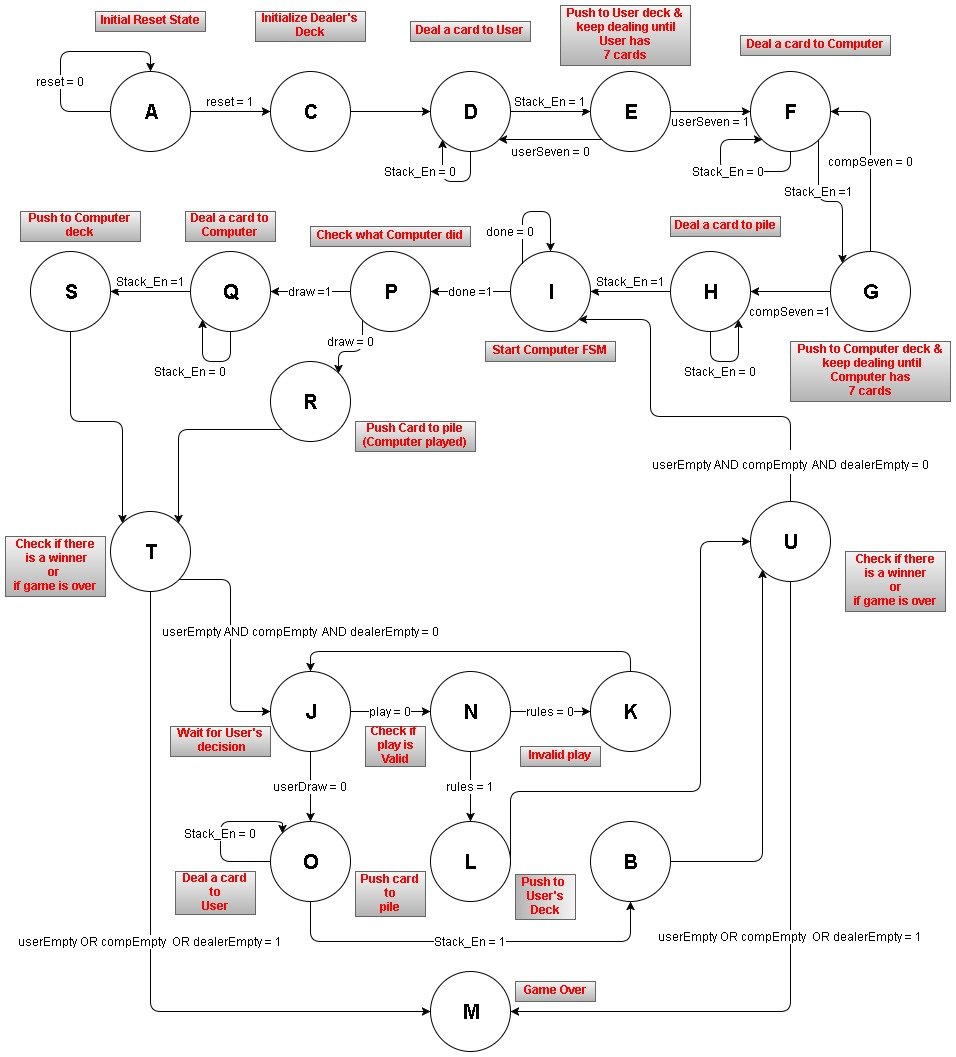 Initial Reset State
Initialize Dealer's
Deck
Deal a card to User
Push to User deck &
keep dealing until
User has
7 cards
Deal a card to Computer
reset = 0
A
reset = 1
C
D
Stack_En = 1
E
userSeven = 1
F
Stack_En = 0
userSeven = 0
Stack_En = 0
compSeven = 0
Stack_En =1
Push to Computer
deck
Deal a card to
Computer
Check what Computer did
done = 0
Deal a card to pile
S
Stack_En =1
Q
draw =1
P
done =1
I
Stack_En =1
H
compSeven =1
G
Stack_En = 0
draw = 0
Start Computer FSM
Stack_En = 0
Push to Computer deck &
keep dealing until
Computer has
7 cards
R
Push Card to pile
(Computer played)
userEmpty AND compEmpty AND dealerEmpty = 0
Check if there
is a winner
or
if game is over
T
U
Check if there
is a winner
or
if game is over
userEmpty AND compEmpty AND dealerEmpty = 0
J
play = 0
N
rules = 0
K
Wait for User's
decision
Check if
play is
Valid
Invalid play
userDraw = 0
rules = 1
Stack_En = 0
O
L
B
Deal a card
to
User
Push card
to
pile
Push to
User's
Deck
userEmpty OR compEmpty OR dealerEmpty = 1
Stack_En = 1
userEmpty OR compEmpty OR dealerEmpty = 1
M
Game Over